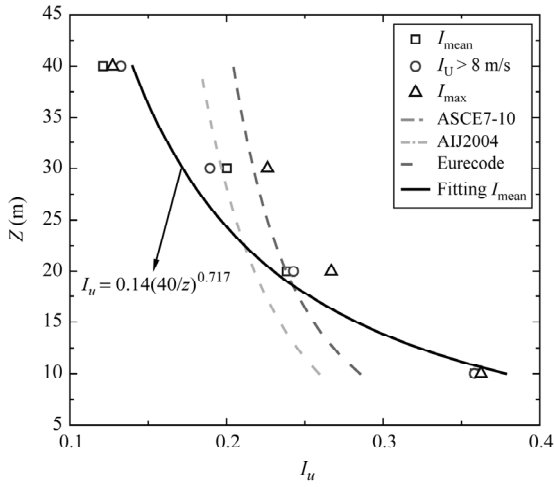 45
40
35
30
25
20
15
10
5
Z (m)
I_mean
I_U > 8 m/s
I_max
ASCE7-10
AIJ2004
Eurecode
Fitting I_mean
I_u = 0.14(40/z)^0.717
0.1
0.2
0.3
0.4
I_u